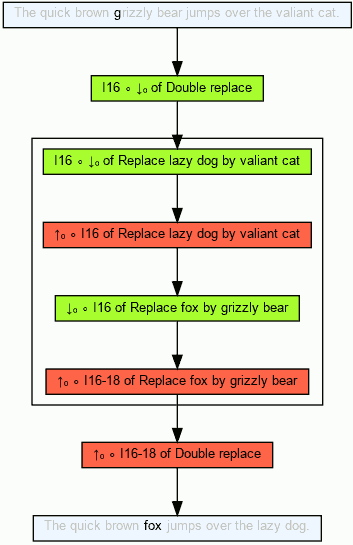 The quick brown grizzly bear jumps over the valiant cat.
I16 ∘ ↓₀ of Double replace
I16 ∘ ↓₀ of Replace lazy dog by valiant cat
↑₀ ∘ I16 of Replace lazy dog by valiant cat
↓₀ ∘ I16 of Replace fox by grizzly bear
↑₀ ∘ I16-18 of Replace fox by grizzly bear
↑₀ ∘ I16-18 of Double replace
The quick brown fox jumps over the lazy dog.